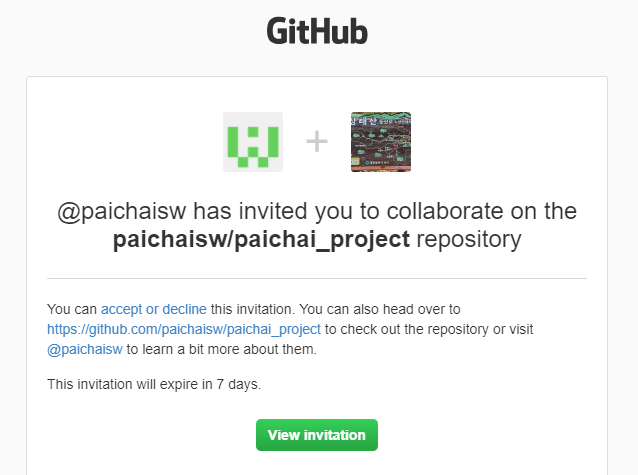 GitHub
@paichaisw has invited you to collaborate on the
paichaisw/paichai_project repository
You can accept or decline this invitation. You can also head over to
https://github.com/paichaisw/paichai_project to check out the repository or visit
@paichaisw to learn a bit more about them.
This invitation will expire in 7 days.
View invitation